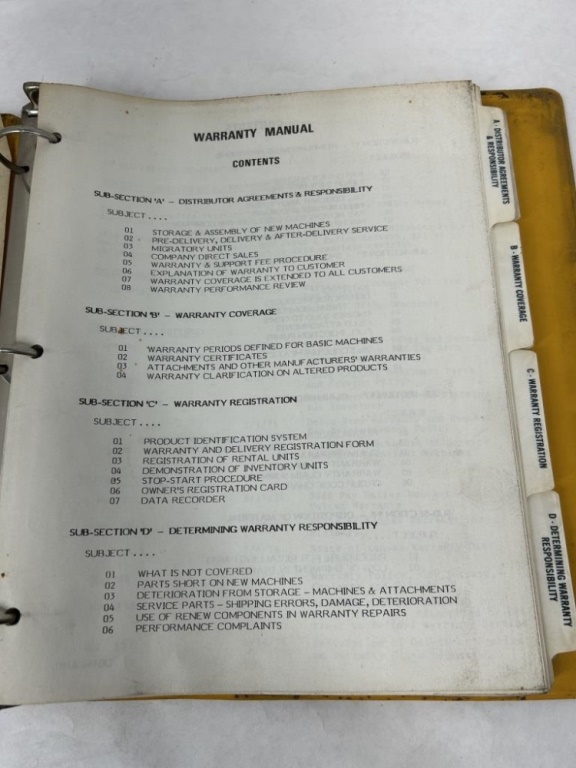 WARRANTY MANUAL
CONTENTS
SUB-SECTION 'A' - DISTRIBUTOR AGREEMENTS & RESPONSIBILITY
SUBJECT ....
01 STORAGE & ASSEMBLY OF NEW MACHINES
02 PRE-DELIVERY, DELIVERY & AFTER-DELIVERY SERVICE
03 MIGRATORY UNITS
04 COMPANY DIRECT SALES
05 WARRANTY & SUPPORT FEE PROCEDURE
06 EXPLANATION OF WARRANTY TO CUSTOMER
07 WARRANTY COVERAGE IS EXTENDED TO ALL CUSTOMERS
08 WARRANTY PERFORMANCE REVIEW
SUB-SECTION 'B' - WARRANTY COVERAGE
SUBJECT ....
01 WARRANTY PERIODS DEFINED FOR BASIC MACHINES
02 WARRANTY CERTIFICATES
03 ATTACHMENTS AND OTHER MANUFACTURERS' WARRANTIES
04 WARRANTY CLARIFICATION ON ALTERED PRODUCTS
SUB-SECTION 'C' - WARRANTY REGISTRATION
SUBJECT ....
01 PRODUCT IDENTIFICATION SYSTEM
02 WARRANTY AND DELIVERY REGISTRATION FORM
03 REGISTRATION OF RENTAL UNITS
04 DEMONSTRATION OF INVENTORY UNITS
05 STOP-START PROCEDURE
06 OWNER'S REGISTRATION CARD
07 DATA RECORDER
SUB-SECTION 'D' - DETERMINING WARRANTY RESPONSIBILITY
SUBJECT ....
01 WHAT IS NOT COVERED
02 PARTS SHORT ON NEW MACHINES
03 DETERIORATION FROM STORAGE - MACHINES & ATTACHMENTS
04 SERVICE PARTS - SHIPPING ERRORS, DAMAGE, DETERIORATION
05 USE OF RENEW COMPONENTS IN WARRANTY REPAIRS
06 PERFORMANCE COMPLAINTS
A - DISTRIBUTOR AGREEMENTS
& RESPONSIBILITY
B - WARRANTY COVERAGE
C - WARRANTY REGISTRATION
D - DETERMINING WARRANTY
RESPONSIBILITY